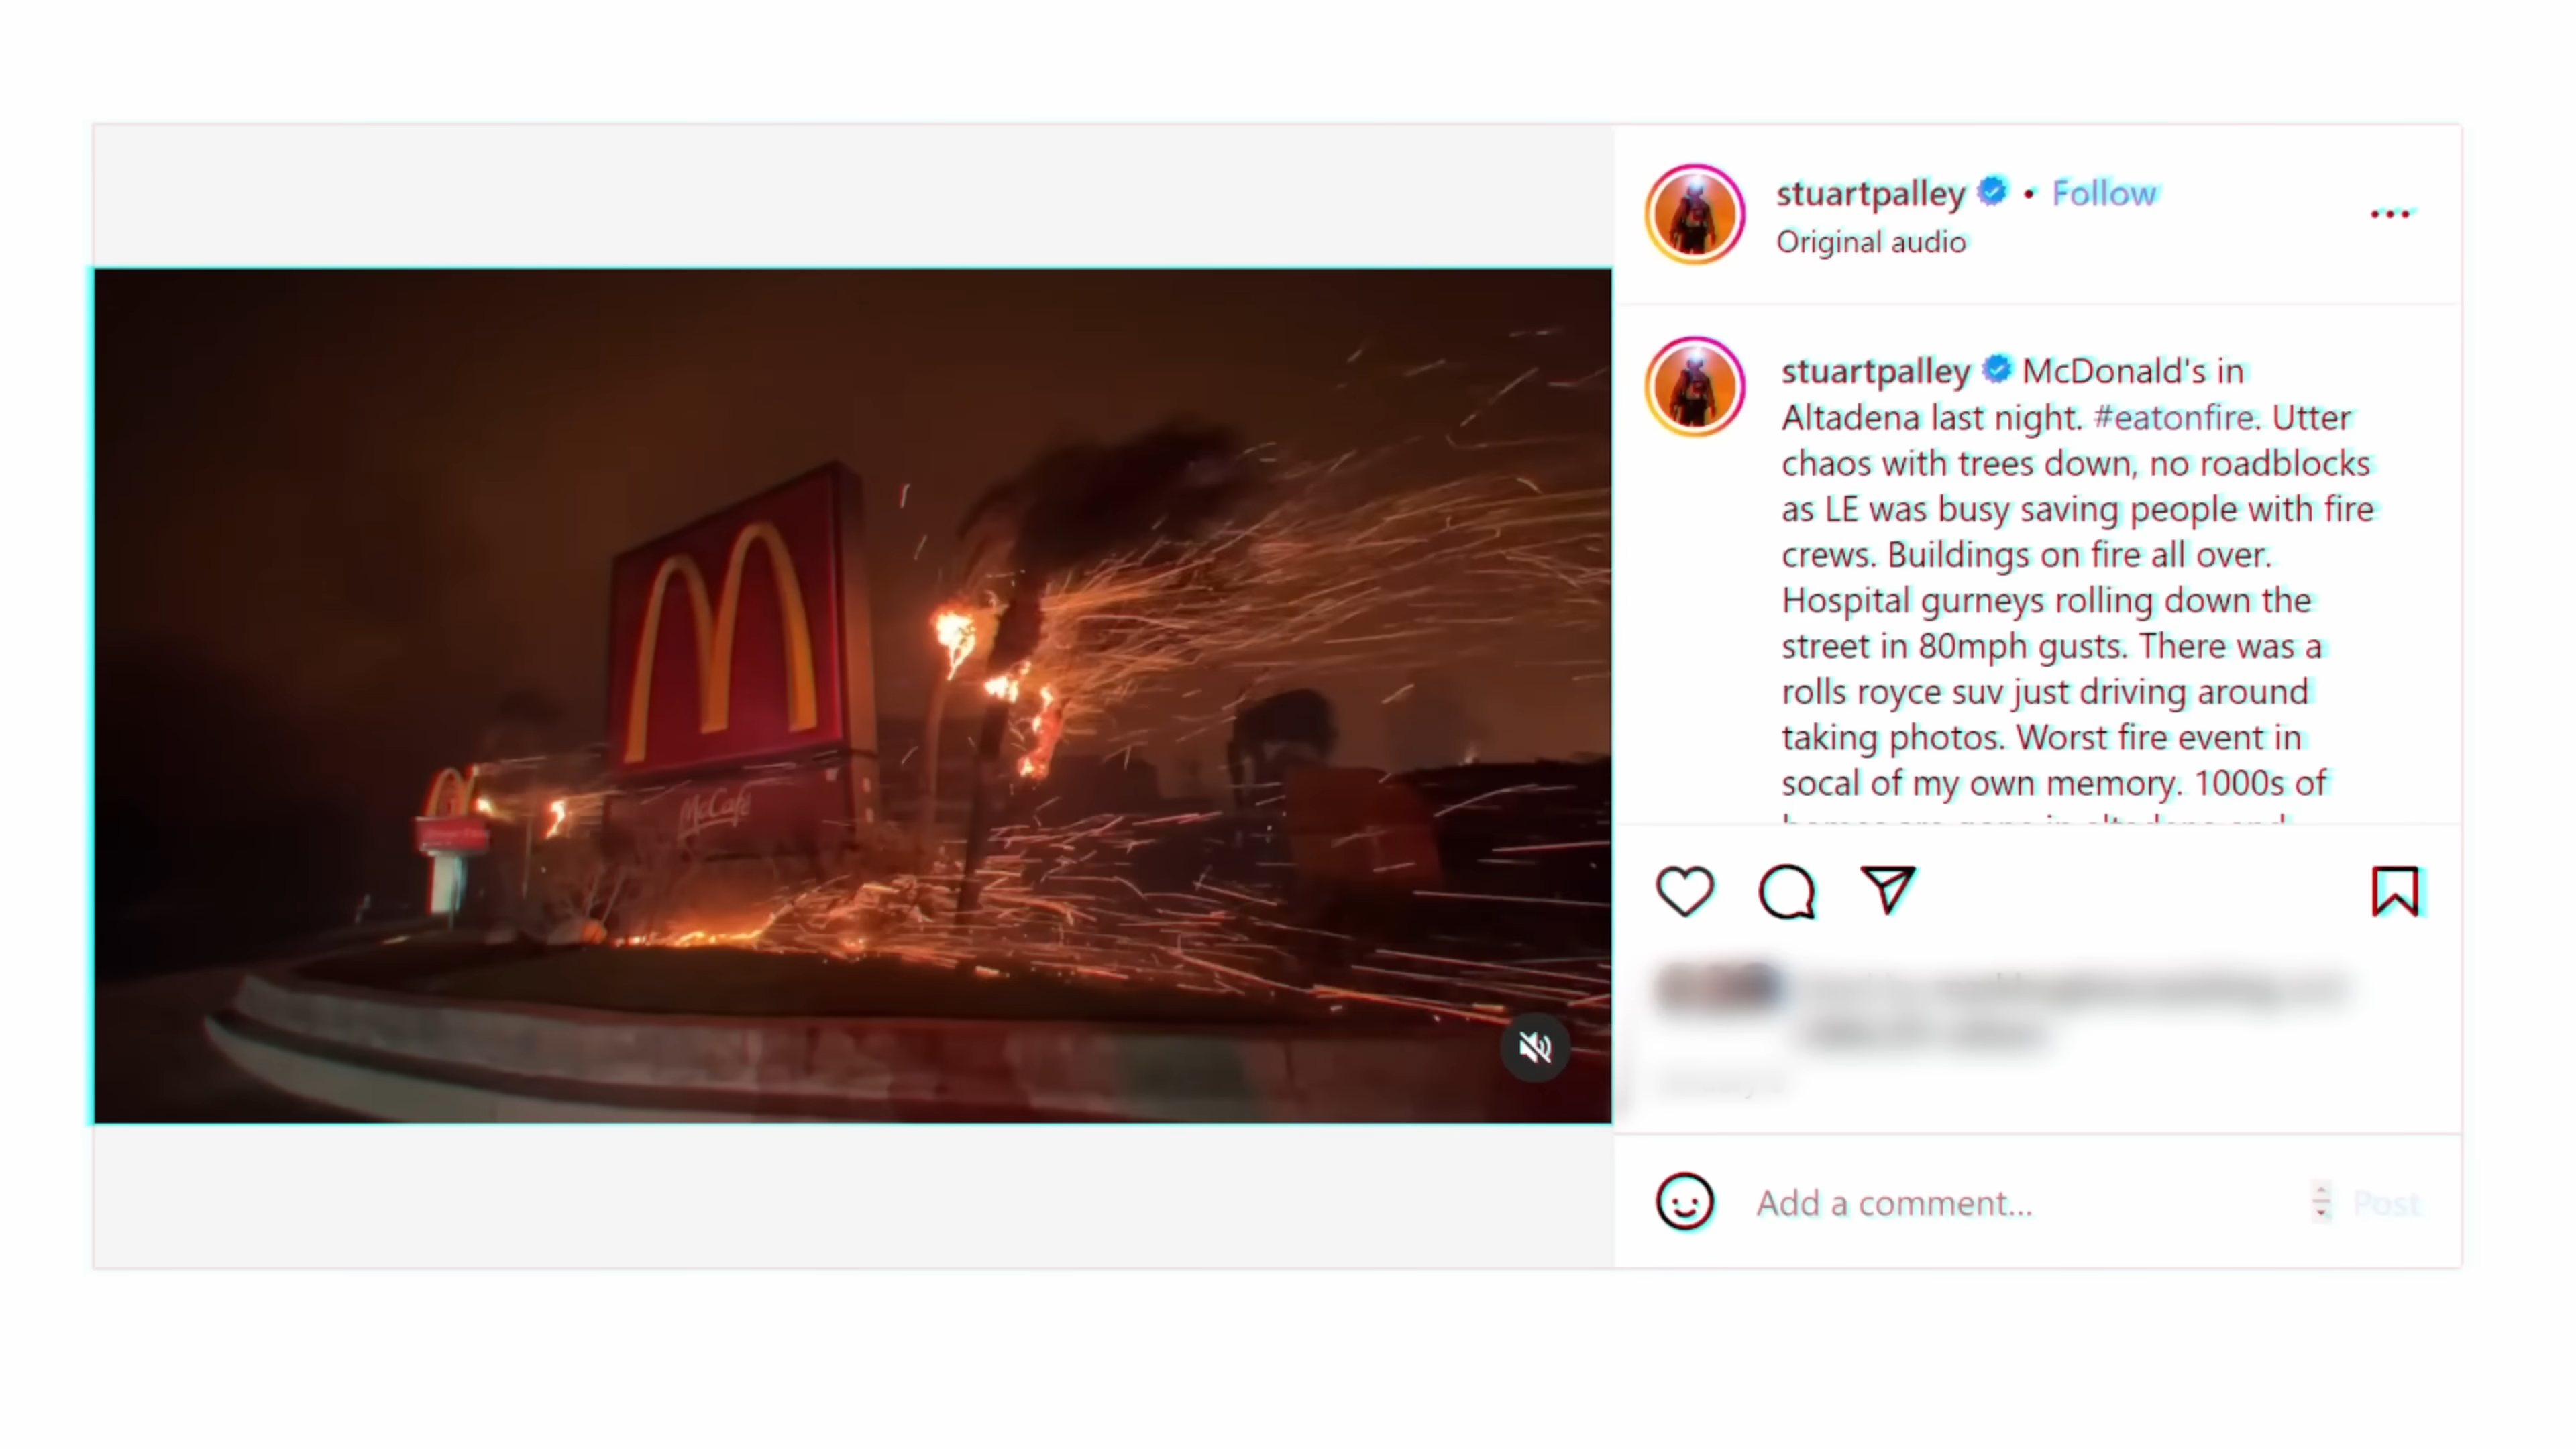 stuartpalley • Follow
Original audio
stuartpalley McDonald's in
Altadena last night. #eatonfire. Utter
chaos with trees down, no roadblocks
as LE was busy saving people with fire
crews. Buildings on fire all over.
Hospital gurneys rolling down the
street in 80mph gusts. There was a
rolls royce suv just driving around
taking photos. Worst fire event in
socal of my own memory. 1000s of
McCafé
Add a comment...
Post